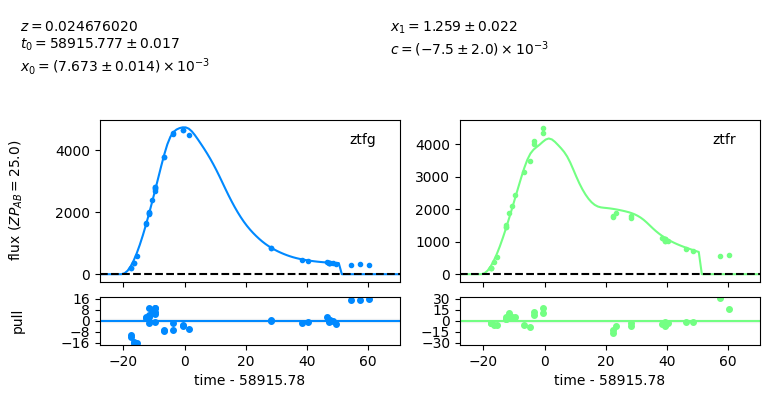 z = 0.024676020
t₀ = 58915.777 ± 0.017
x₀ = (7.673 ± 0.014) × 10⁻³
x₁ = 1.259 ± 0.022
c = (−7.5 ± 2.0) × 10⁻³
flux (ZP_AB = 25.0)
4000
2000
0
ztfg
4000
3000
2000
1000
0
ztfr
pull
16
8
0
−8
−16
30
15
0
−15
−30
−20 0 20 40 60
−20 0 20 40 60
time - 58915.78
time - 58915.78